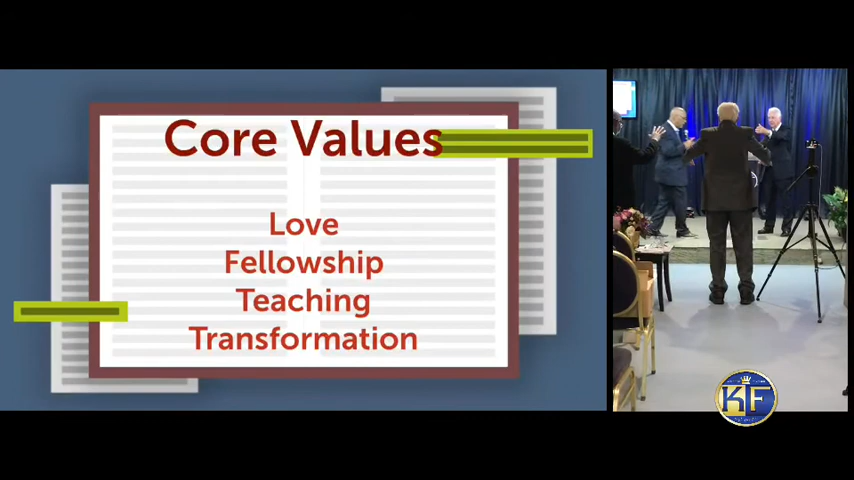 Core Values
Love
Fellowship
Teaching
Transformation
KF